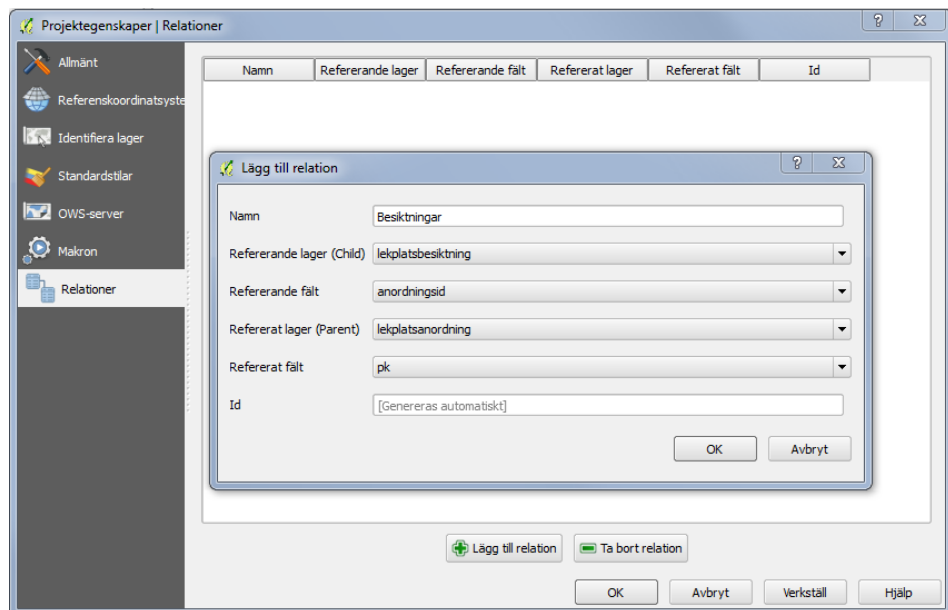 Projektegenskaper | Relationer
Allmänt
Referenskoordinatsyste
Identifiera lager
Standardstilar
OWS-server
Makron
Relationer
Namn Refererande lager Refererande fält Refererat lager Refererat fält Id
Lägg till relation
Namn Besiktningar
Refererande lager (Child) lekplatsbesiktning
Refererande fält anordningsid
Refererat lager (Parent) lekplatsanordning
Refererat fält pk
Id [Genereras automatiskt]
OK Avbryt
Lägg till relation Ta bort relation
OK Avbryt Verkställ Hjälp